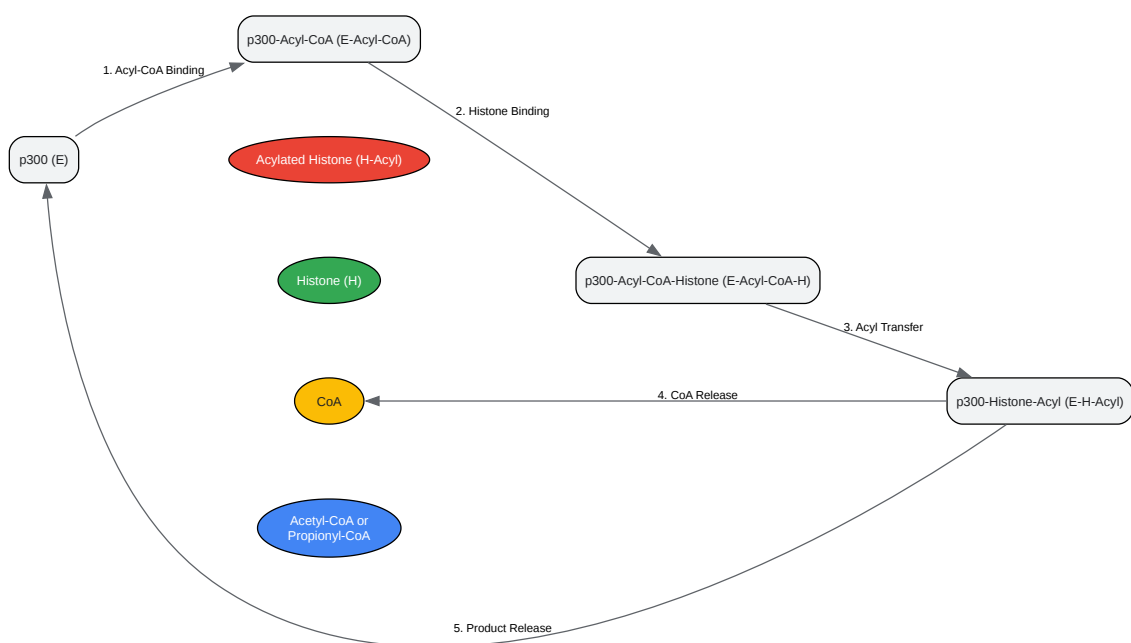 p300-Acyl-CoA (E-Acyl-CoA)
1. Acyl-CoA Binding
2. Histone Binding
p300 (E)
Acylated Histone (H-Acyl)
Histone (H)
p300-Acyl-CoA-Histone (E-Acyl-CoA-H)
3. Acyl Transfer
CoA
4. CoA Release
p300-Histone-Acyl (E-H-Acyl)
Acetyl-CoA or
Propionyl-CoA
5. Product Release